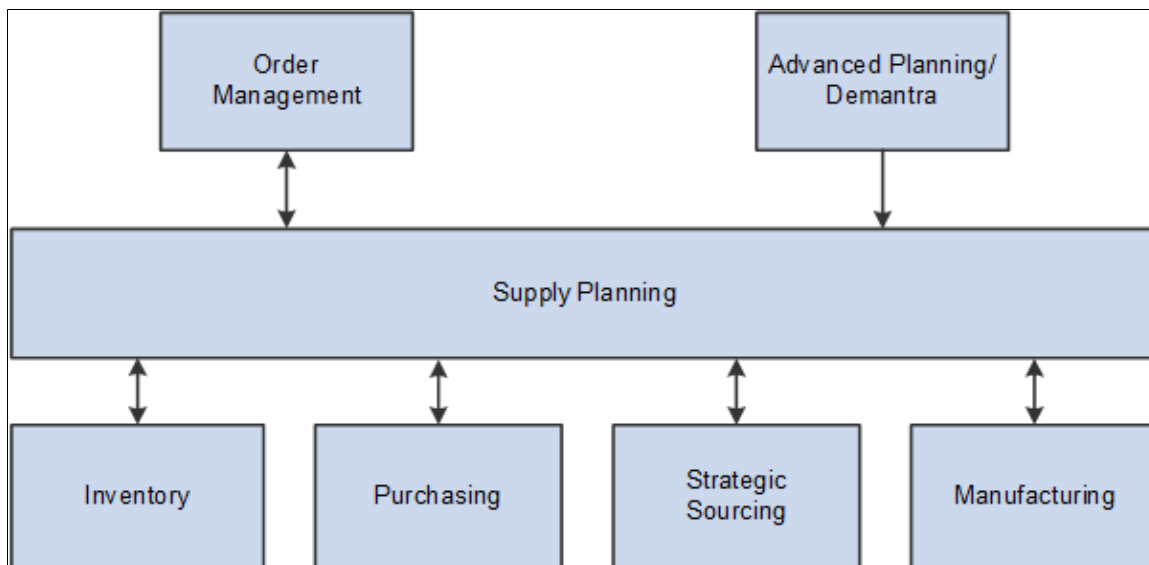 Order
Management
Advanced Planning/
Demantra
Supply Planning
Inventory
Purchasing
Strategic
Sourcing
Manufacturing